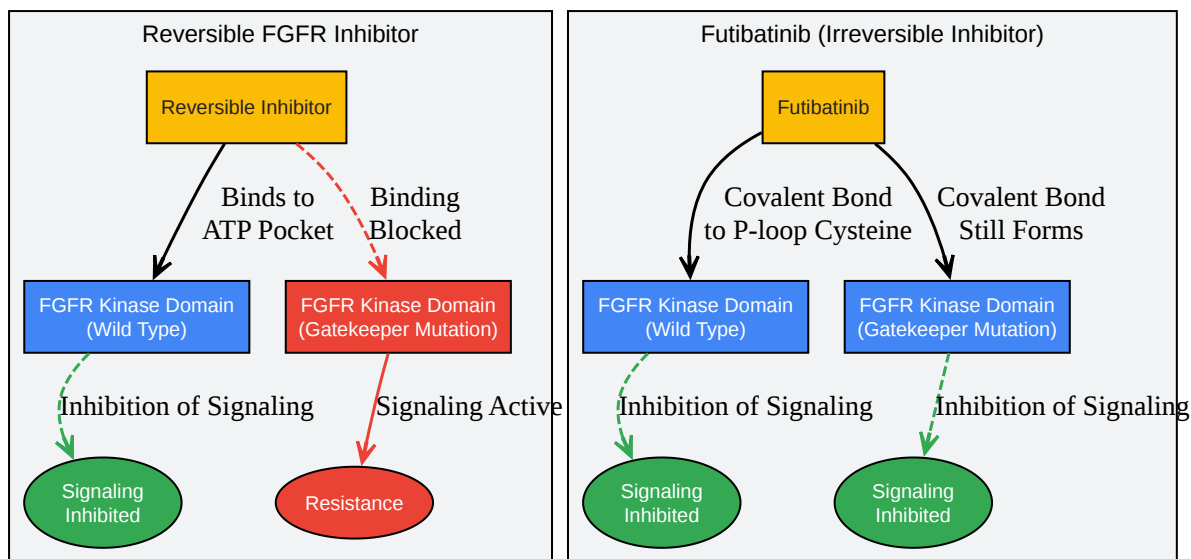 Reversible FGFR Inhibitor
Reversible Inhibitor
Binds to
ATP Pocket
Binding
Blocked
FGFR Kinase Domain
(Wild Type)
FGFR Kinase Domain
(Gatekeeper Mutation)
Inhibition of Signaling
Signaling Active
Signaling
Inhibited
Resistance
Futibatinib (Irreversible Inhibitor)
Futibatinib
Covalent Bond
to P-loop Cysteine
Covalent Bond
Still Forms
FGFR Kinase Domain
(Wild Type)
FGFR Kinase Domain
(Gatekeeper Mutation)
Inhibition of Signaling
Inhibition of Signaling
Signaling
Inhibited
Signaling
Inhibited